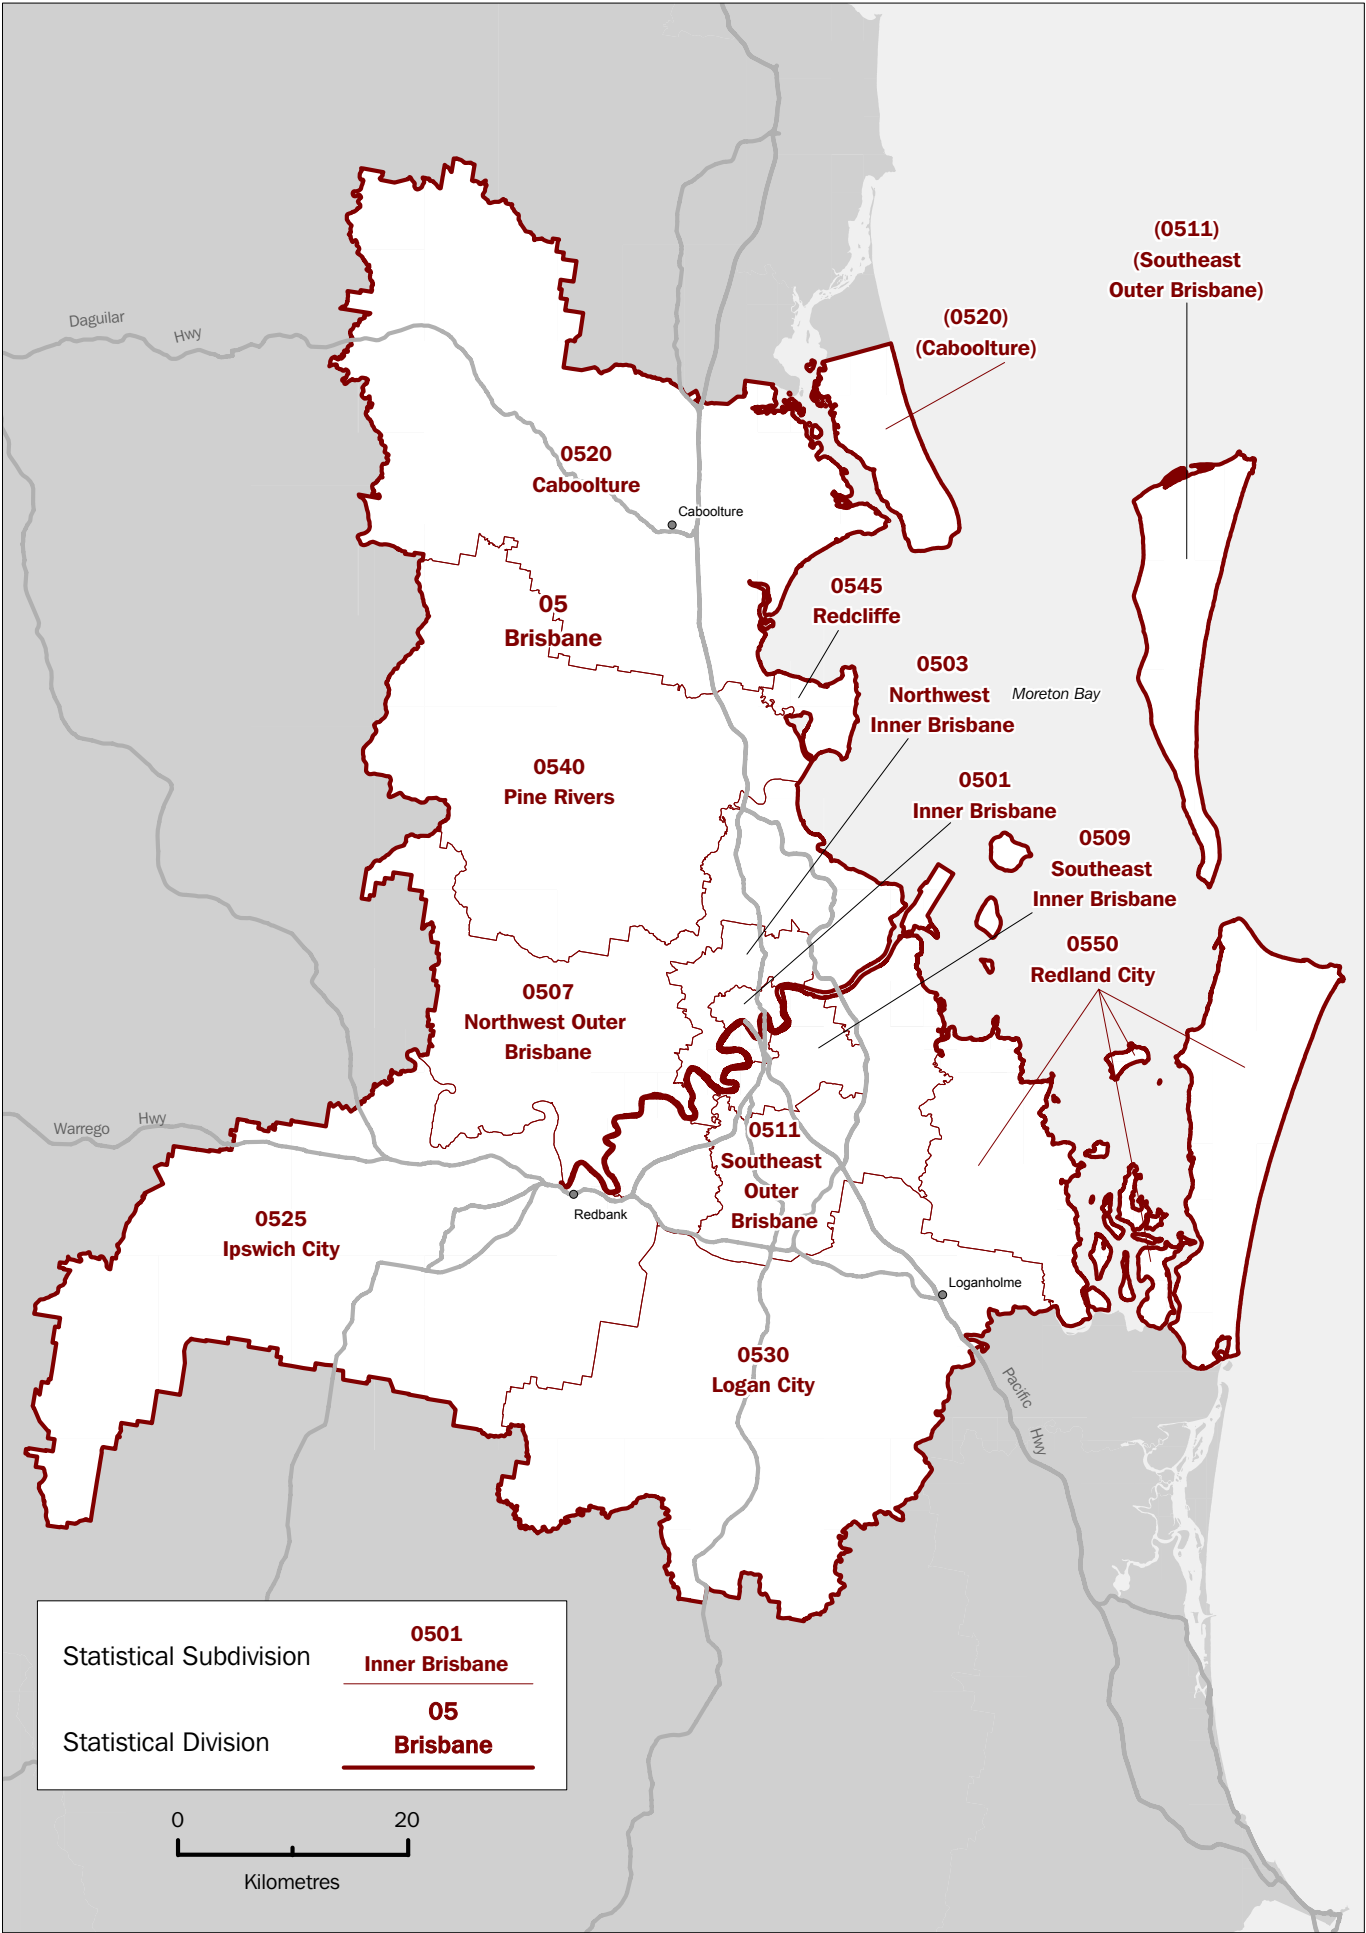 (0511)
(Southeast
Outer Brisbane)
(0520)
(Caboolture)
Daguilar
Hwy
0520
Caboolture
Caboolture
0545
Redcliffe
05
Brisbane
0503
Northwest
Inner Brisbane
Moreton Bay
0540
Pine Rivers
0501
Inner Brisbane
0509
Southeast
Inner Brisbane
0550
Redland City
0507
Northwest Outer
Brisbane
Warrego
Hwy
0511
Southeast
Outer
Brisbane
Redbank
0525
Ipswich City
Loganholme
0530
Logan City
Pacific
Hwy
Statistical Subdivision
0501
Inner Brisbane
Statistical Division
05
Brisbane
0
20
Kilometres